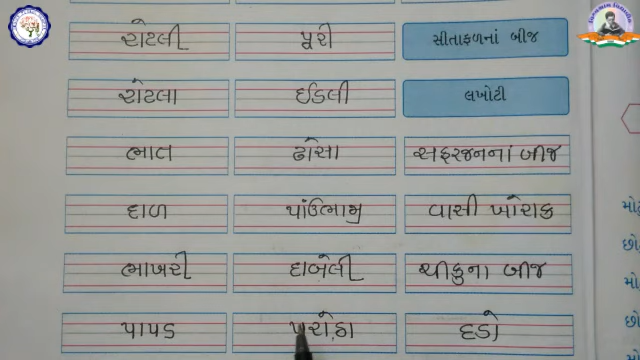 રોટલી પૂરી સીતાફળનાં બીજ
રોટલા ઈડલી લખોટી
ભાત ઢોસા સફરજનનાં બીજ
દાળ પાંઉભાજી વાસી ખોરાક
ભાખરી દાબેલી ચીકુના બીજ
પાપડ પરોઠા દડો